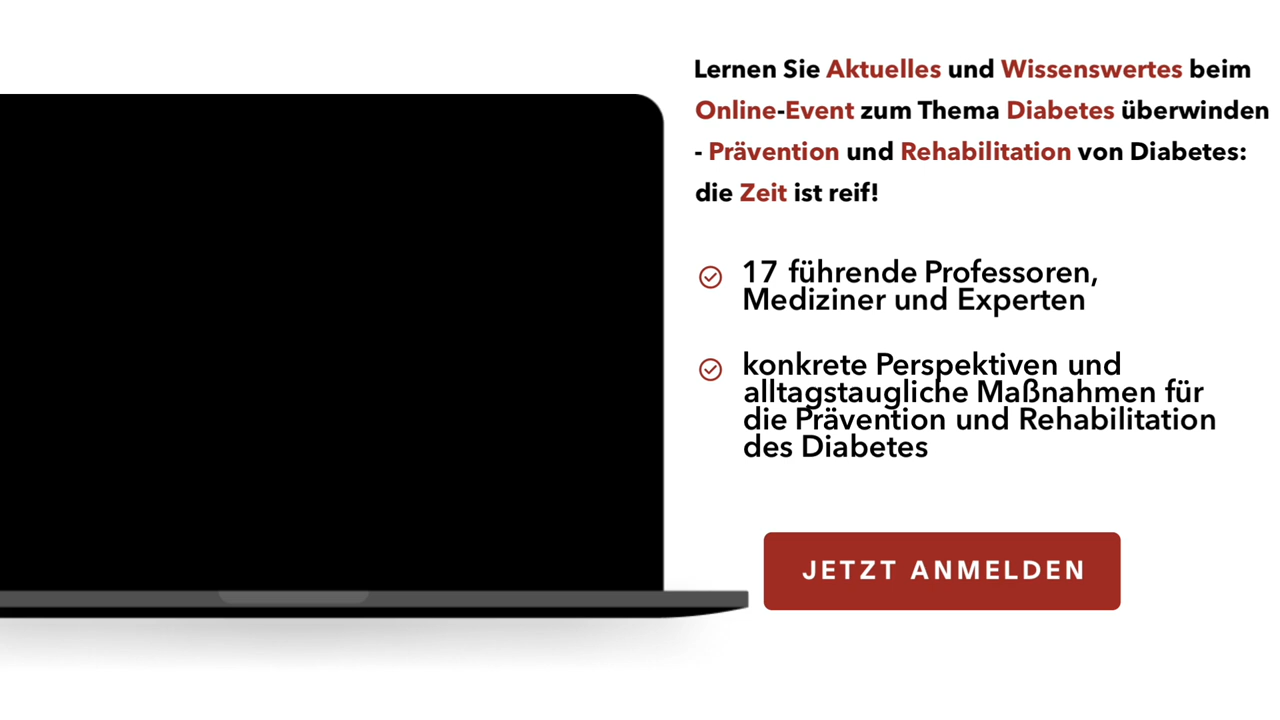 Lernen Sie Aktuelles und Wissenswertes beim
Online-Event zum Thema Diabetes überwinden
- Prävention und Rehabilitation von Diabetes:
die Zeit ist reif!
17 führende Professoren,
Mediziner und Experten
konkrete Perspektiven und
alltagstaugliche Maßnahmen für
die Prävention und Rehabilitation
des Diabetes
JETZT ANMELDEN